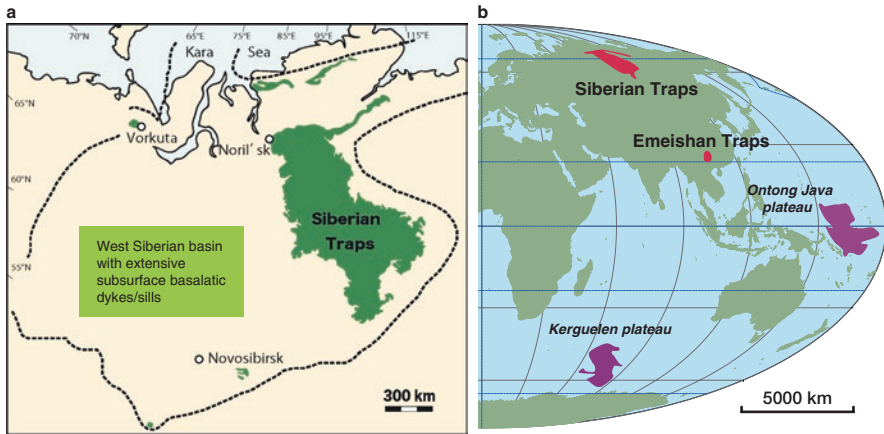 a
70°N
65°E
75°E
85°E
95°E
115°E
Kara
Sea
65°N
Vorkuta
Noril´sk
60°N
Siberian
Traps
West Siberian basin
with extensive
subsurface basalatic
dykes/sills
55°N
Novosibirsk
300 km
b
Siberian Traps
Emeishan Traps
Ontong Java
plateau
Kerguelen plateau
5000 km